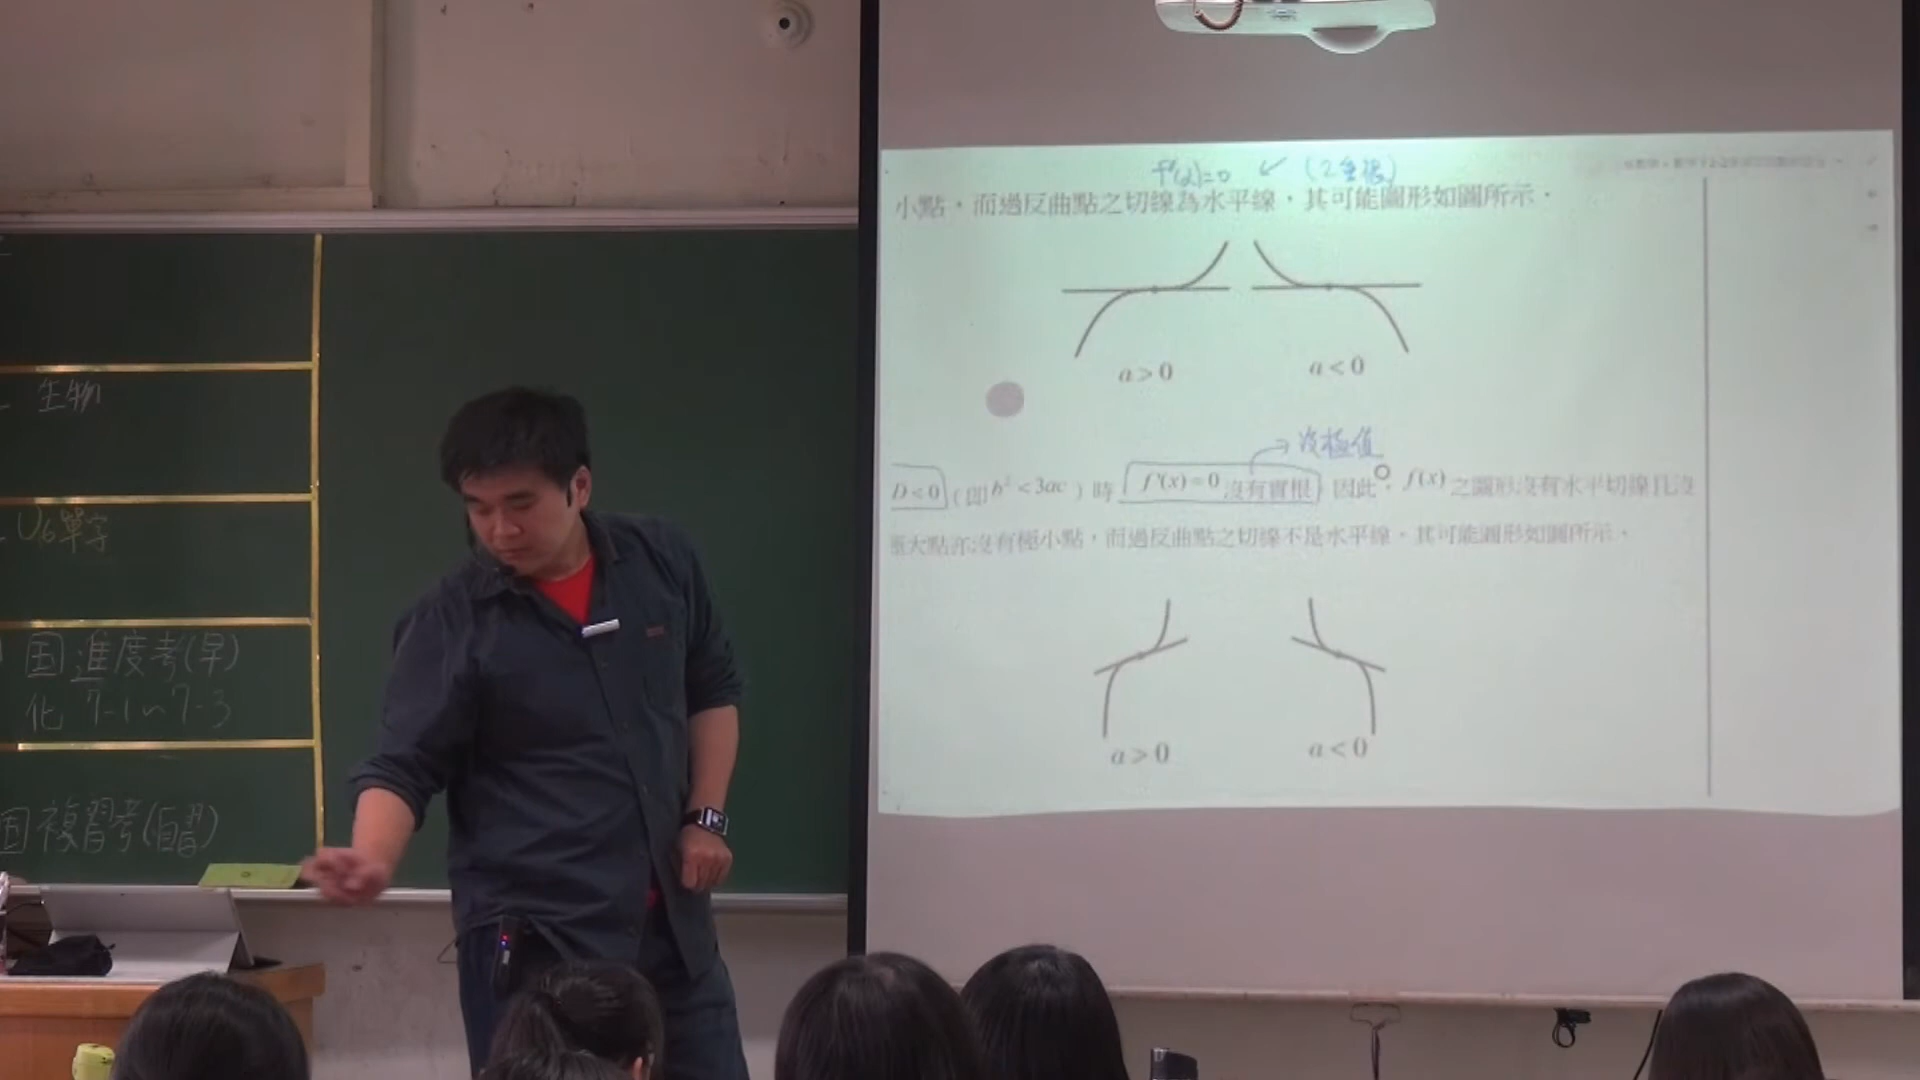 生物
U6單字
国進度考(早)
化 7-1~7-3
国複習考(自習)
f'(x)=0 ↙ (2重根)
小點，而過反曲點之切線為水平線，其可能圖形如圖所示．
a > 0
a < 0
→ 沒極值
D < 0 (即 b² < 3ac) 時 f'(x) = 0 沒有實根 因此，f(x) 之圖形沒有水平切線且沒
大點亦沒有極小點，而過反曲點之切線不是水平線，其可能圖形如圖所示．
a > 0
a < 0